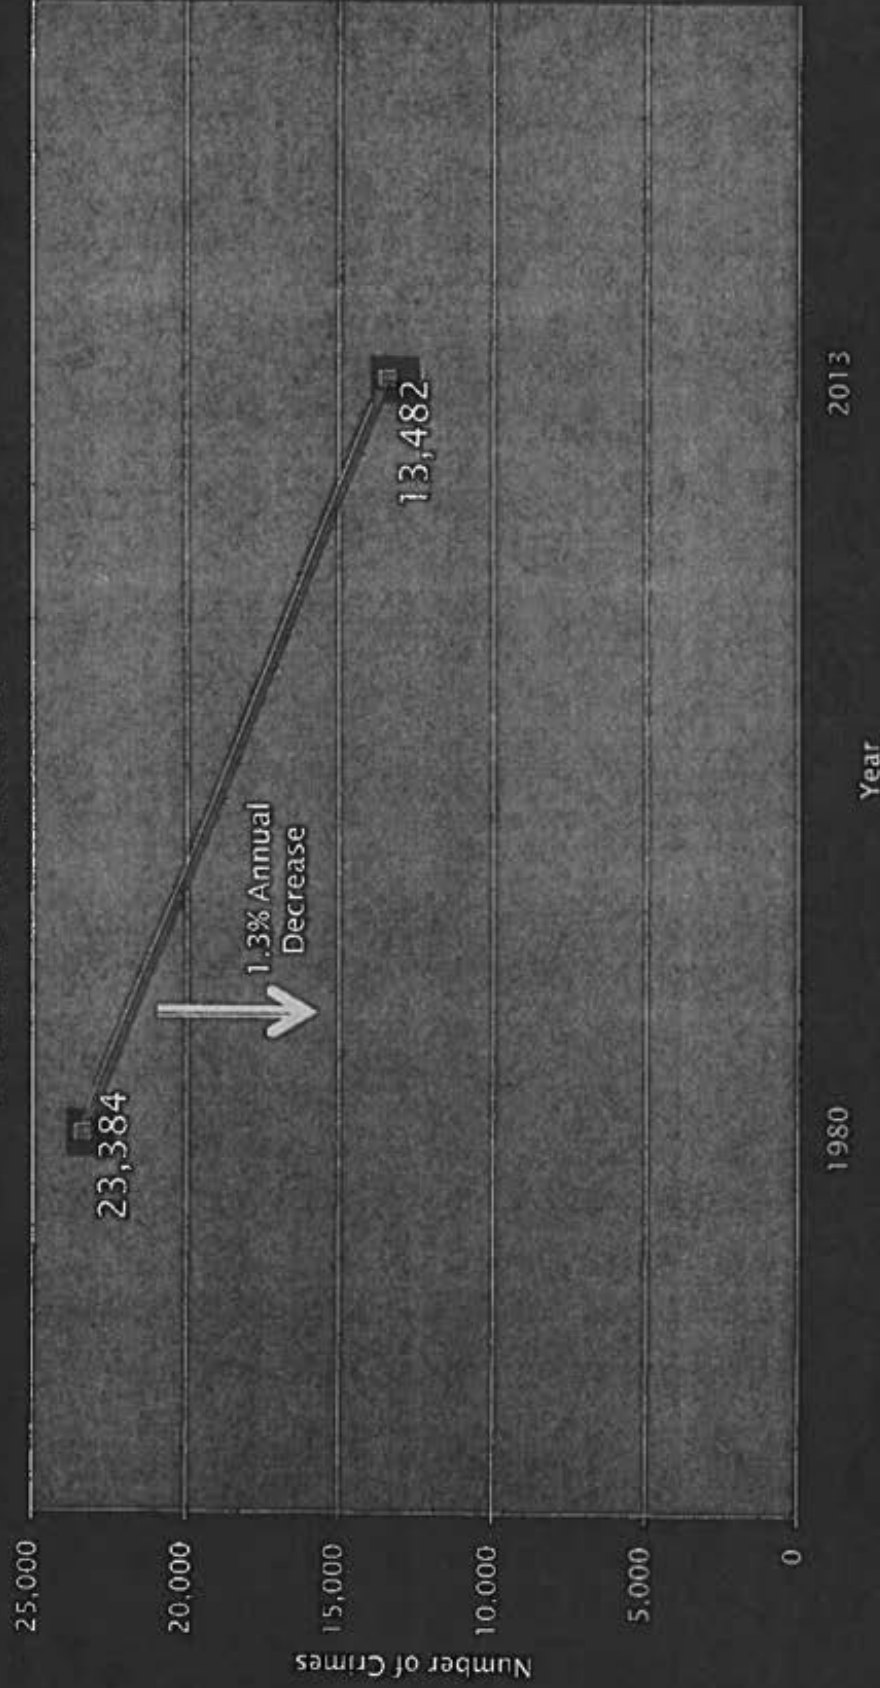 25,000
20,000
15,000
10,000
5,000
0
Number of Crimes
23,384
1.3% Annual
Decrease
13,482
1980
2013
Year